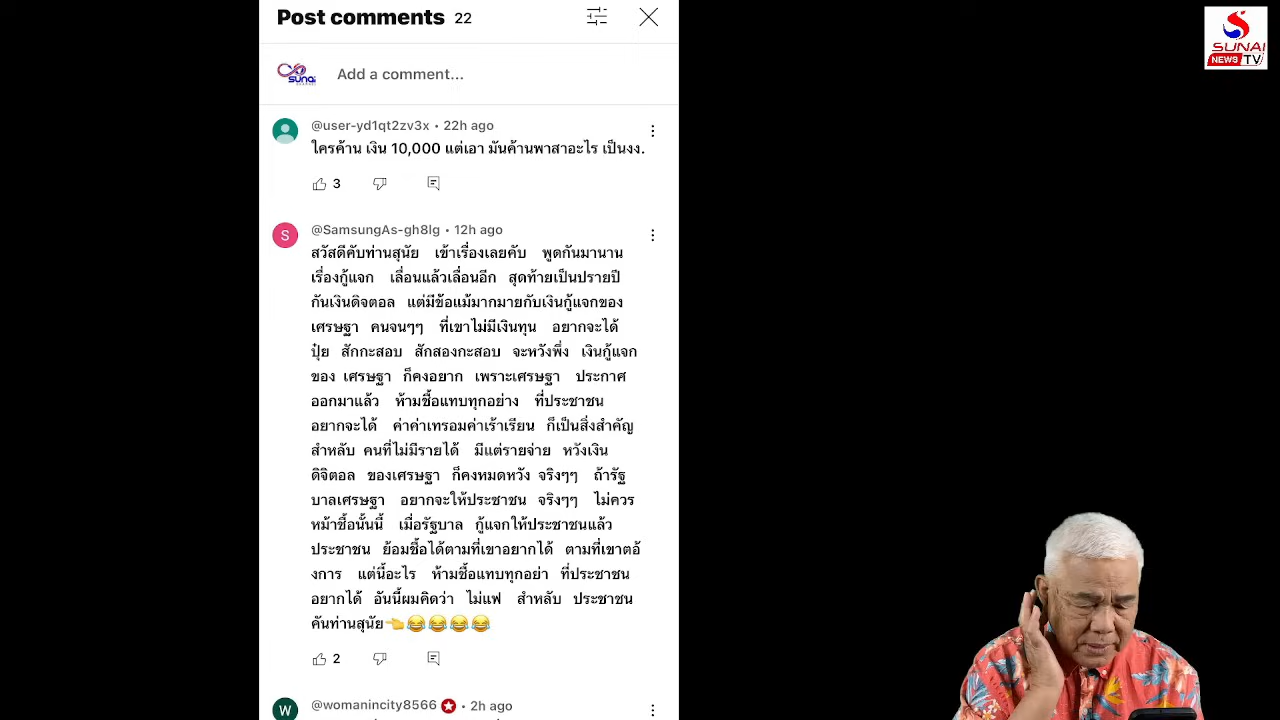 Post comments 22
SUNAI
NEWS TV
sunai
Add a comment...
@user-yd1qt2zv3x • 22h ago
ใครค้าน เงิน 10,000 แต่เอา มันค้านพาสาอะไร เป็นงง.
3
S
@SamsungAs-gh8lg • 12h ago
สวัสดีคับท่านสุนัย เข้าเรื่องเลยคับ พูดกันมานาน
เรื่องกู้แจก เลื่อนแล้วเลื่อนอีก สุดท้ายเป็นปรายปี
กันเงินดิจตอล แต่มีข้อแม้มากมายกับเงินกู้แจกของ
เศรษฐา คนจนๆๆ ที่เขาไม่มีเงินทุน อยากจะได้
ปุ๋ย สักกะสอบ สักสองกะสอบ จะหวังพึ่ง เงินกู้แจก
ของ เศรษฐา ก็คงอยาก เพราะเศรษฐา ประกาศ
ออกมาแล้ว ห้ามชื้อแทบทุกอย่าง ที่ประชาชน
อยากจะได้ ค่าค่าเทรอมค่าเร้าเรียน ก็เป็นสิ่งสำคัญ
สำหลับ คนที่ไม่มีรายได้ มีแต่รายจ่าย หวังเงิน
ดิจิตอล ของเศรษฐา ก็คงหมดหวัง จริงๆๆ ถ้ารัฐ
บาลเศรษฐา อยากจะให้ประชาชน จริงๆๆ ไม่ควร
หม้าชื้อนั้นนี้ เมื่อรัฐบาล กู้แจกให้ประชาชนแล้ว
ประชาชน ย้อมชื้อได้ตามที่เขาอยากได้ ตามที่เขาตอ้
งการ แต่นี้อะไร ห้ามชื้อแทบทุกอย่า ที่ประชาชน
อยากได้ อันนี้ผมคิดว่า ไม่แฟ สำหลับ ประชาชน
คันท่านสุนัย👈😂😂😂😂
2
W
@womanincity8566 • 2h ago